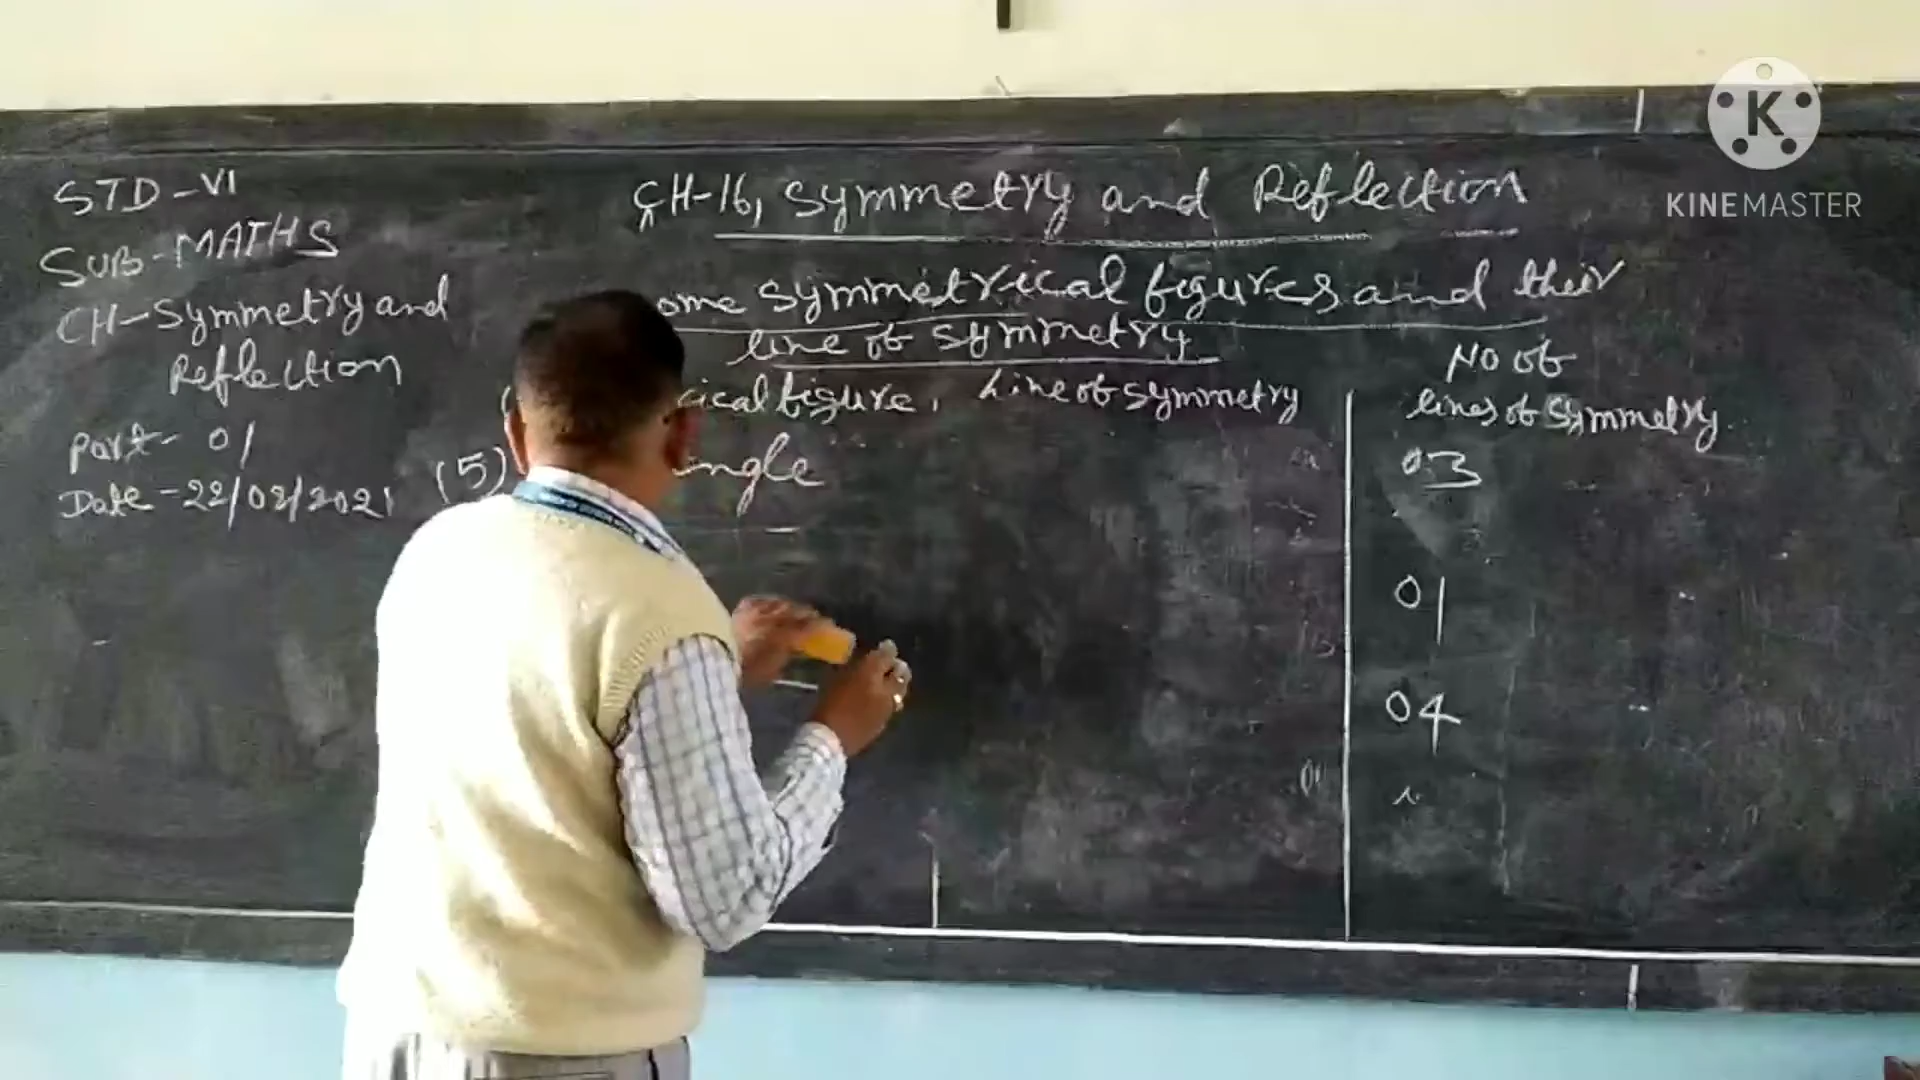 STD-VI
SUB-MATHS
CH-Symmetry and
Reflection
Part- 01
Date-22/02/2021
CH-16, Symmetry and Reflection
ome symmetrical figures and their
line of symmetry
ical figure, Line of symmetry
No of
lines of Symmetry
(5) ngle
03
01
04
K
KINEMASTER